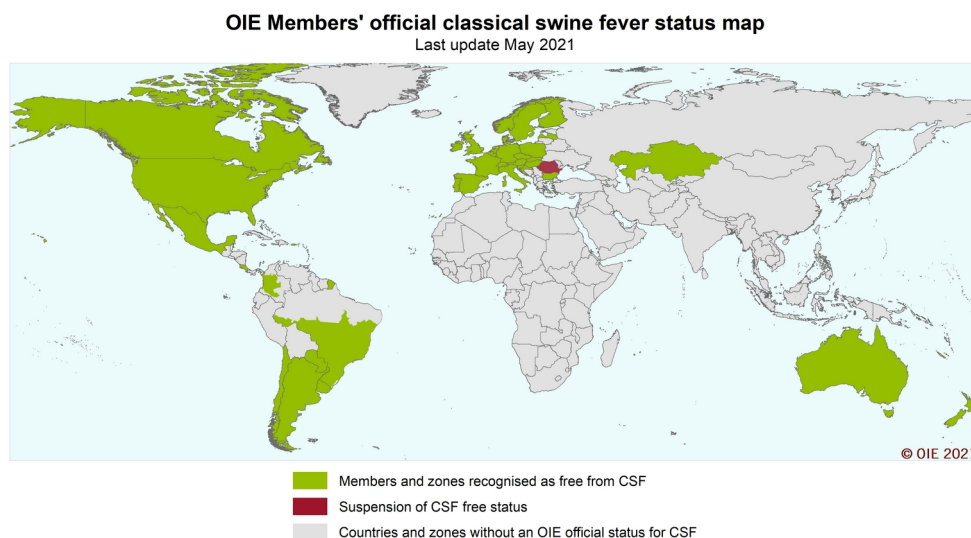 OIE Members' official classical swine fever status map
Last update May 2021
© OIE 2021
Members and zones recognised as free from CSF
Suspension of CSF free status
Countries and zones without an OIE official status for CSF